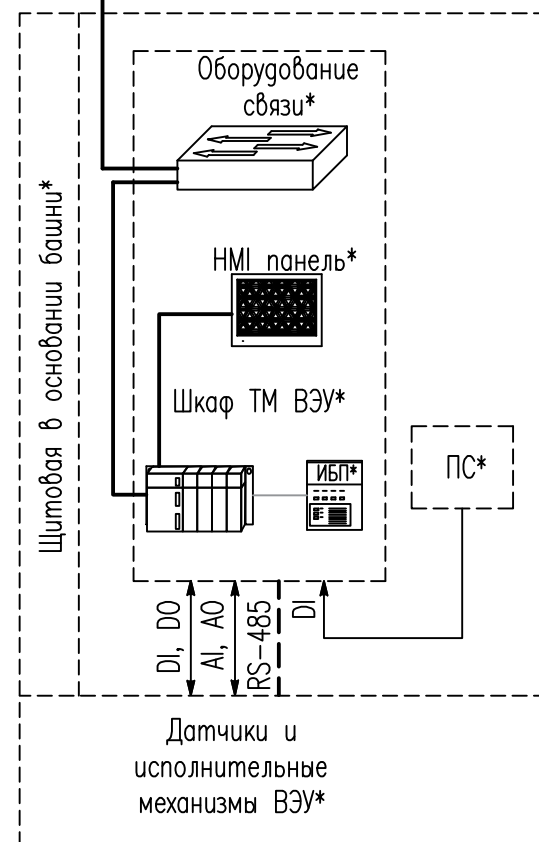 Оборудование
связи*
HMI панель*
Шкаф ТМ ВЭУ*
ИБП*
ПС*
Щитовая в основании башни*
DI, DO
AI, AO
RS-485
DI
Датчики и
исполнительные
механизмы ВЭУ*